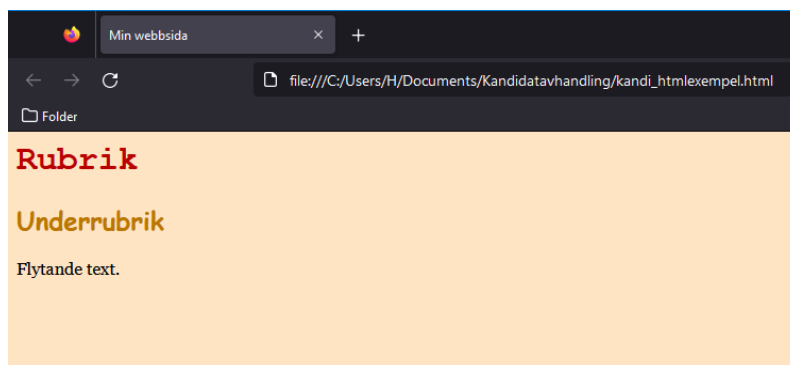 Min webbsida
file:///C:/Users/H/Documents/Kandidatavhandling/kandi_htmlexempel.html
Folder
Rubrik
Underrubrik
Flytande text.